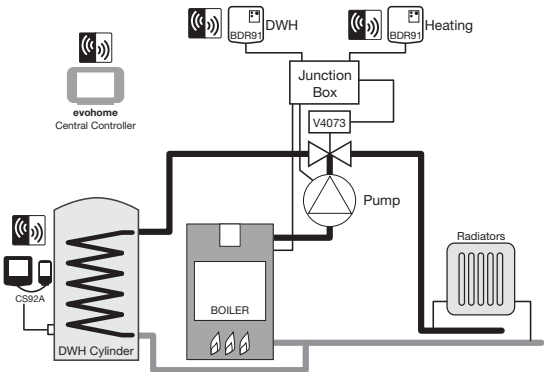 BDR91
DWH
BDR91
Heating
Junction
Box
evohome
Central Controller
V4073
Pump
Radiators
CS92A
BOILER
DWH Cylinder